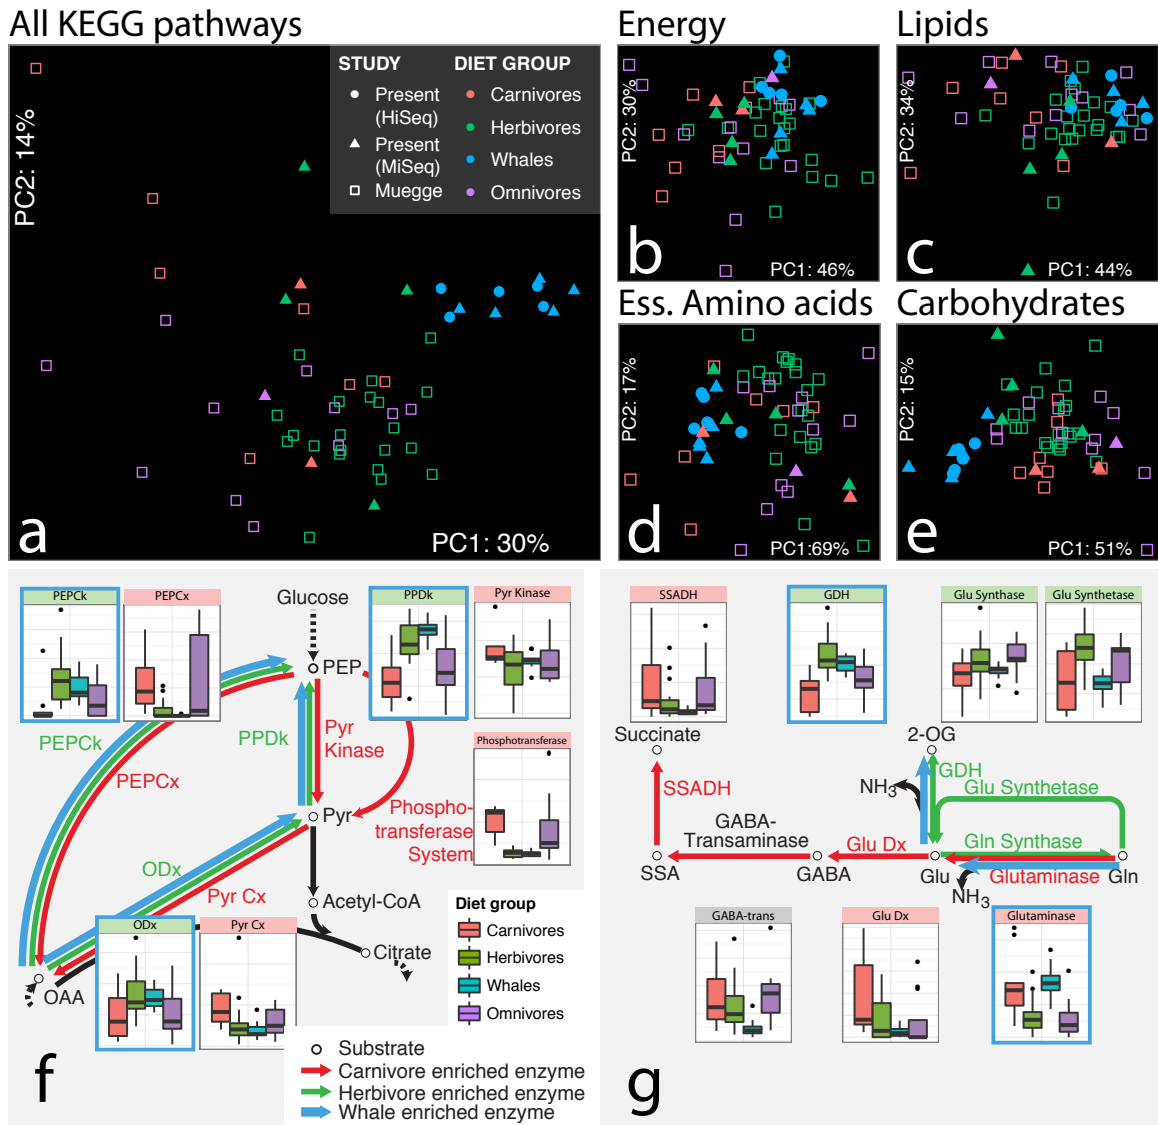 All KEGG pathways
PC2: 14%
STUDY
DIET GROUP
Present
(HiSeq)
Present
(MiSeq)
Muegge
Carnivores
Herbivores
Whales
Omnivores
a
PC1: 30%
Energy
PC2: 30%
b
PC1: 46%
Lipids
PC2: 34%
c
PC1: 44%
Ess. Amino acids
PC2: 17%
d
PC1:69%
Carbohydrates
PC2: 15%
e
PC1: 51%
PEPCk
PEPCx
Glucose
PPDk
Pyr Kinase
PEP
PEPCk
PPDk
Pyr
Kinase
PEPCx
Phosphotransferase
Pyr
Phospho-
transferase
System
ODx
Pyr Cx
Acetyl-CoA
ODx
Pyr Cx
Citrate
OAA
Diet group
Carnivores
Herbivores
Whales
Omnivores
f
Substrate
Carnivore enriched enzyme
Herbivore enriched enzyme
Whale enriched enzyme
SSADH
GDH
Glu Synthase
Glu Synthetase
Succinate
2-OG
SSADH
NH3
GDH
Glu Synthetase
GABA-
Transaminase
Glu Dx
Gln Synthase
SSA
GABA
Glu
Glutaminase
Gln
NH3
GABA-trans
Glu Dx
Glutaminase
g